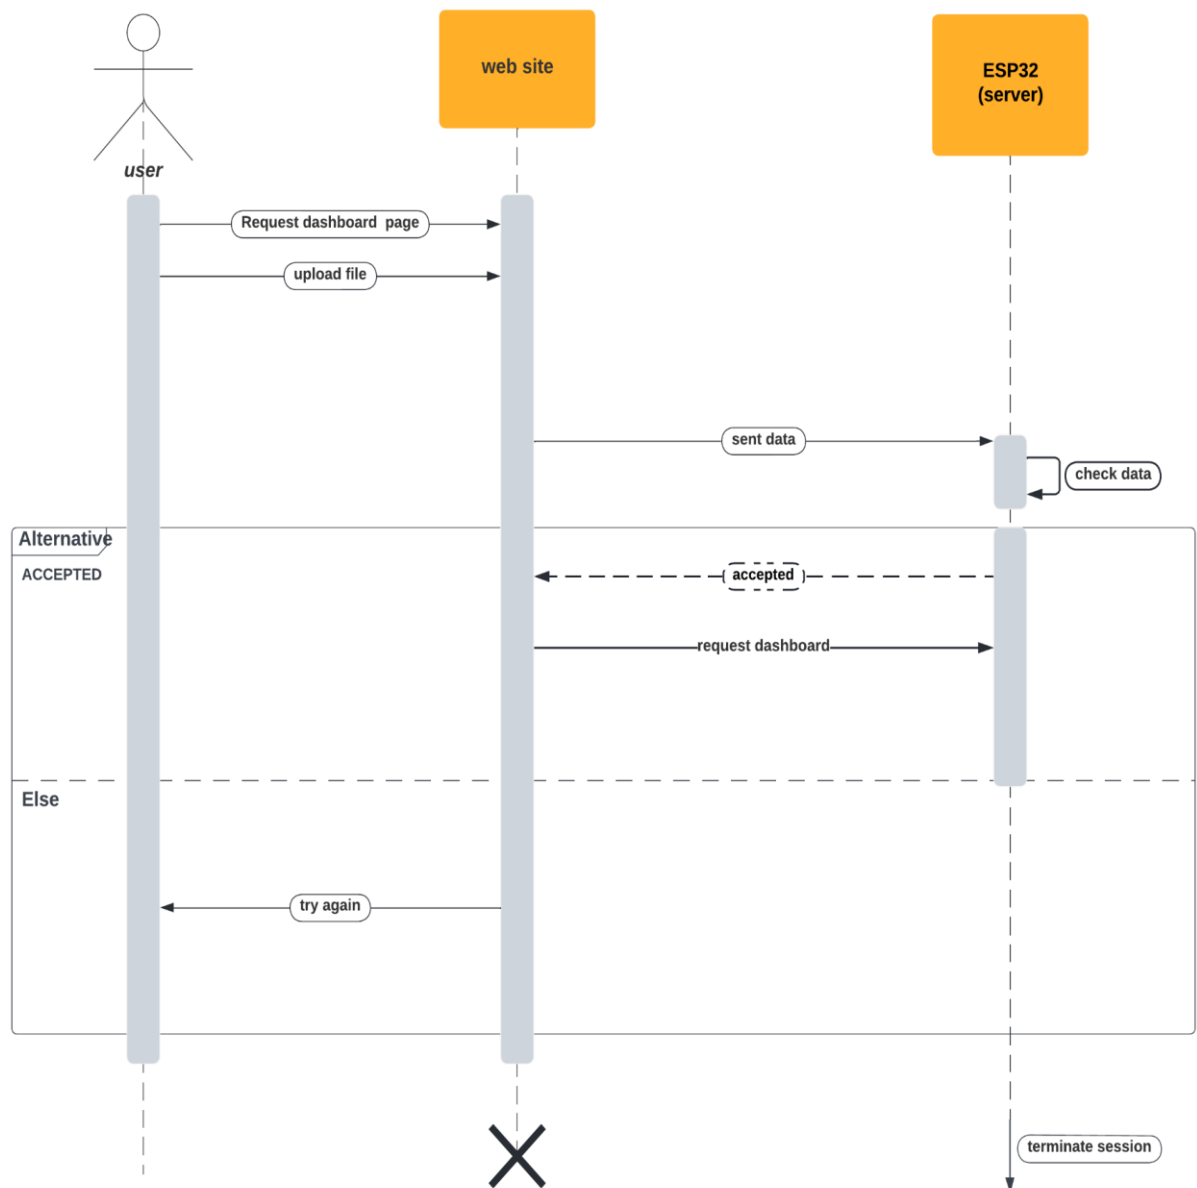 web site
ESP32
(server)
user
Request dashboard  page
upload file
sent data
check data
Alternative
ACCEPTED
accepted
request dashboard
Else
try again
terminate session